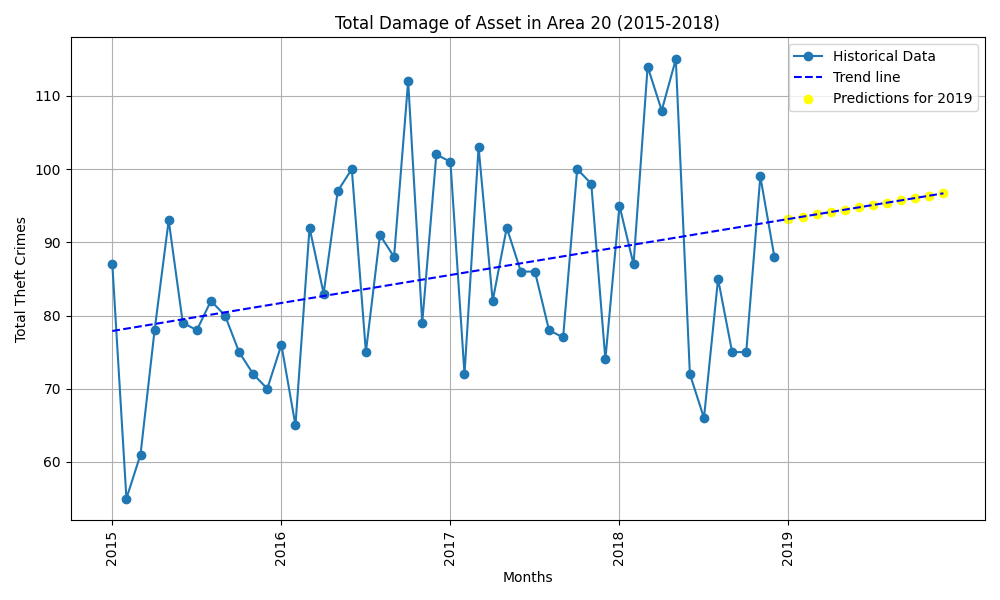 Total Damage of Asset in Area 20 (2015-2018)
Historical Data
Trend line
Predictions for 2019
Total Theft Crimes
110
100
90
80
70
60
2015
2016
2017
2018
2019
Months